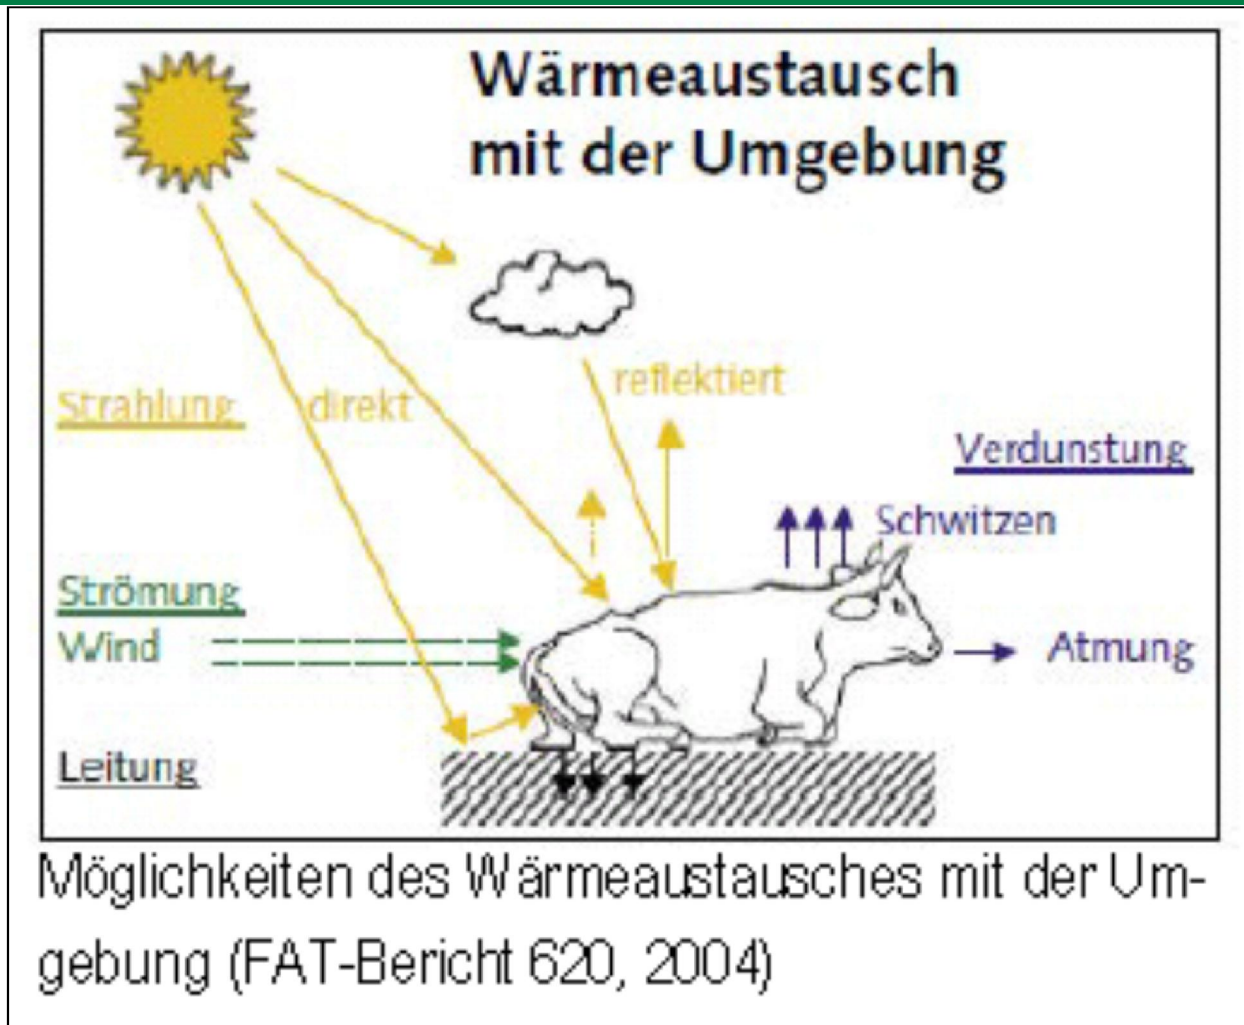 Wärmeaustausch
mit der Umgebung
reflektiert
Strahlung direkt
Verdunstung
Schwitzen
Strömung
Wind
Atmung
Leitung
Möglichkeiten des Wärmeaustausches mit der Um-
gebung (FAT-Bericht 620, 2004)